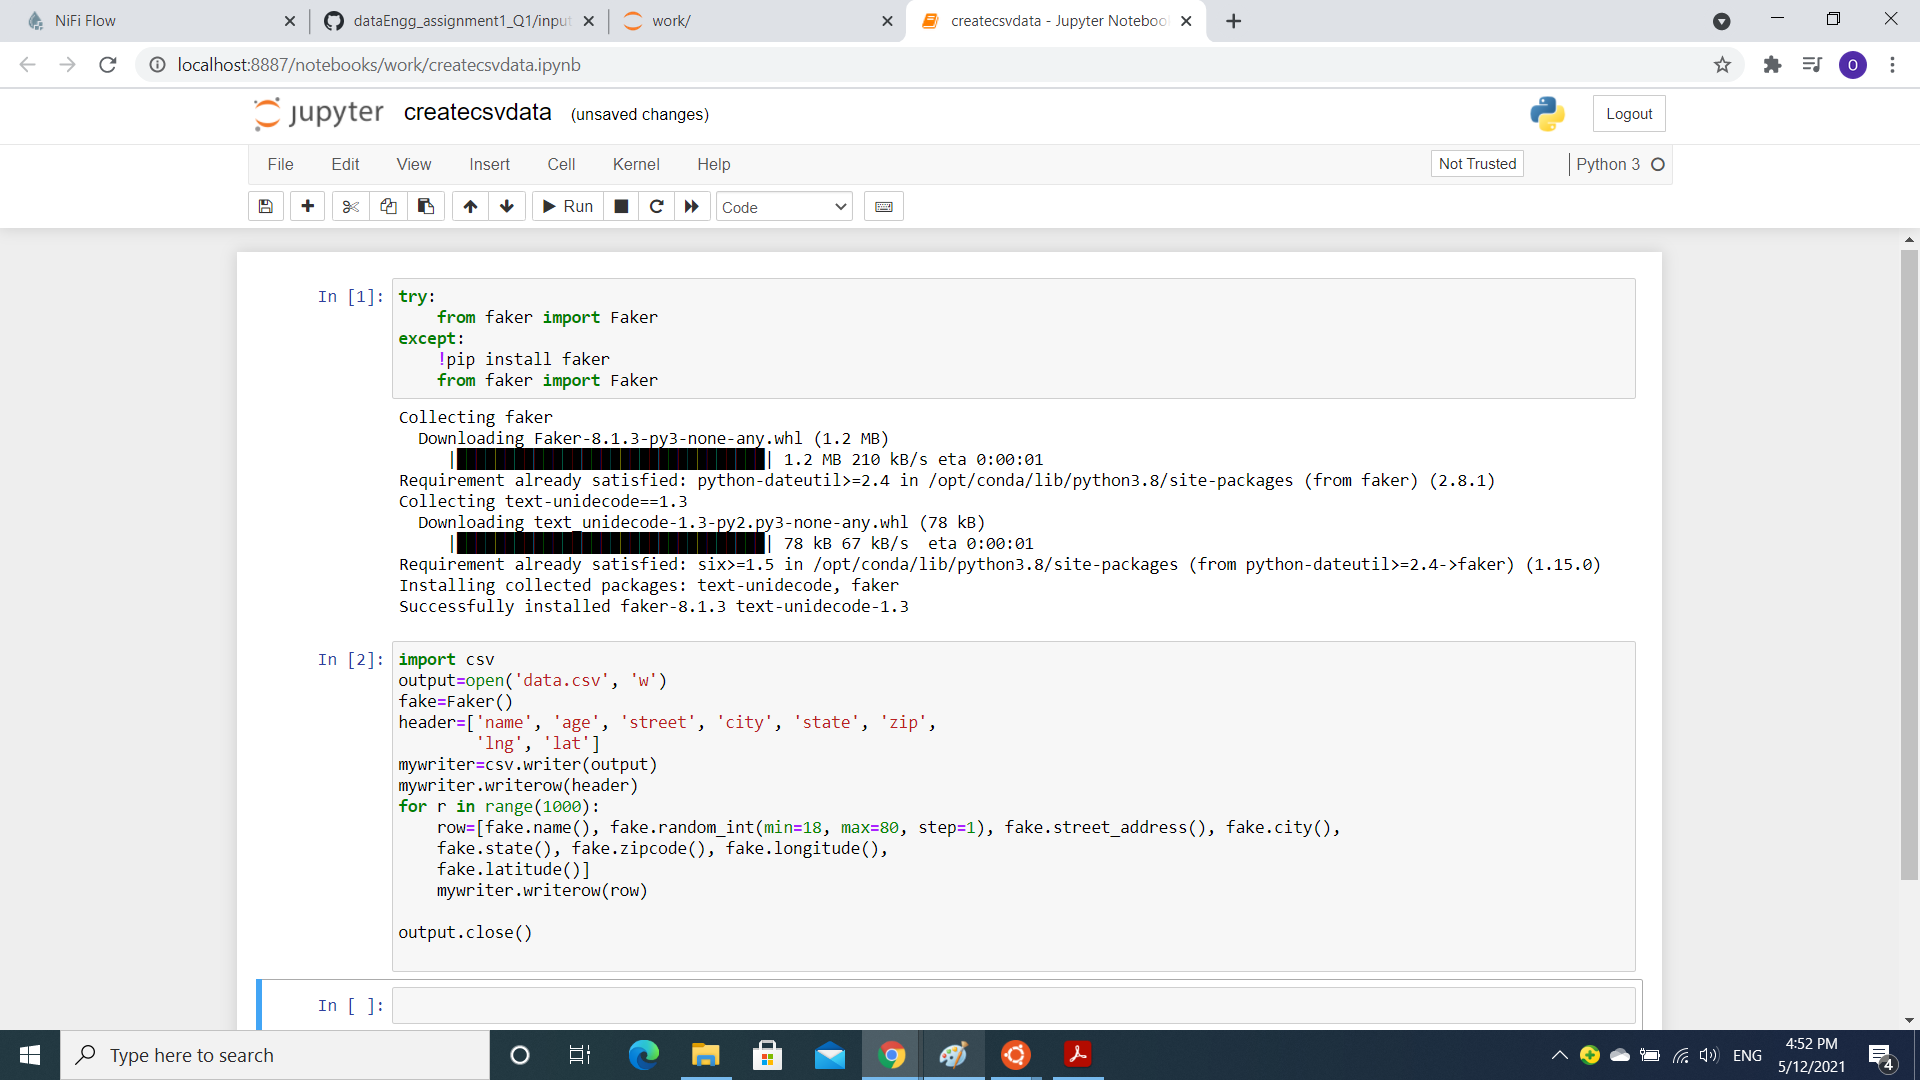 NiFi Flow
dataEngg_assignment1_Q1/input
work/
createcsvdata - Jupyter Noteboo
localhost:8887/notebooks/work/createcsvdata.ipynb
O
jupyter createcsvdata (unsaved changes)
Logout
File Edit View Insert Cell Kernel Help
Not Trusted
Python 3
Run
Code
In [1]:
try:
    from faker import Faker
except:
    !pip install faker
    from faker import Faker
Collecting faker
  Downloading Faker-8.1.3-py3-none-any.whl (1.2 MB)
     |████████████████████████████████| 1.2 MB 210 kB/s eta 0:00:01
Requirement already satisfied: python-dateutil>=2.4 in /opt/conda/lib/python3.8/site-packages (from faker) (2.8.1)
Collecting text-unidecode==1.3
  Downloading text_unidecode-1.3-py2.py3-none-any.whl (78 kB)
     |████████████████████████████████| 78 kB 67 kB/s  eta 0:00:01
Requirement already satisfied: six>=1.5 in /opt/conda/lib/python3.8/site-packages (from python-dateutil>=2.4->faker) (1.15.0)
Installing collected packages: text-unidecode, faker
Successfully installed faker-8.1.3 text-unidecode-1.3
In [2]:
import csv
output=open('data.csv', 'w')
fake=Faker()
header=['name', 'age', 'street', 'city', 'state', 'zip',
        'lng', 'lat']
mywriter=csv.writer(output)
mywriter.writerow(header)
for r in range(1000):
    row=[fake.name(), fake.random_int(min=18, max=80, step=1), fake.street_address(), fake.city(),
    fake.state(), fake.zipcode(), fake.longitude(),
    fake.latitude()]
    mywriter.writerow(row)
output.close()
In [ ]:
Type here to search
ENG
4:52 PM
5/12/2021
4